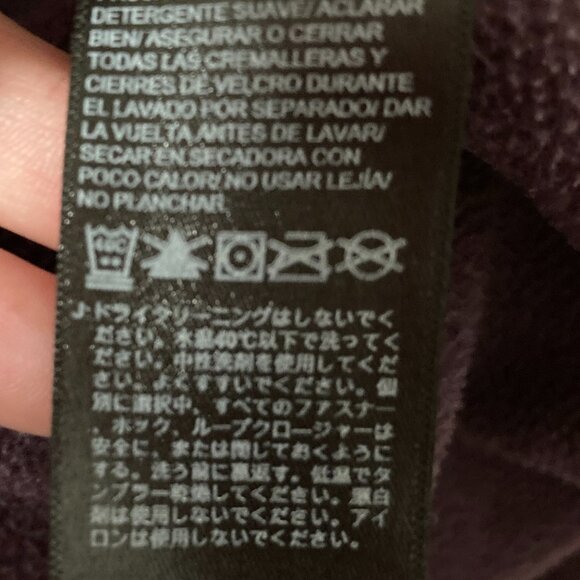 DETERGENTE SUAVE/ ACLARAR
BIEN/ ASEGURAR O CERRAR
TODAS LAS CREMALLERAS Y
CIERRES DE VELCRO DURANTE
EL LAVADO POR SEPARADO/ DAR
LA VUELTA ANTES DE LAVAR/
SECAR EN SECADORA CON
POCO CALOR/ NO USAR LEJÍA/
NO PLANCHAR
J- ドライクリーニングはしないでく
ださい。水温40℃以下で洗ってく
ださい。中性洗剤を使用してくだ
さい。よくすすいでください。個
別に選択中、すべてのファスナー
、ホック、ループクロージャーは
安全に、または閉じておくように
する。洗う前に裏返す。低温でタ
ンブラー乾燥してください。漂白
剤は使用しないでください。アイ
ロンは使用しないでください。